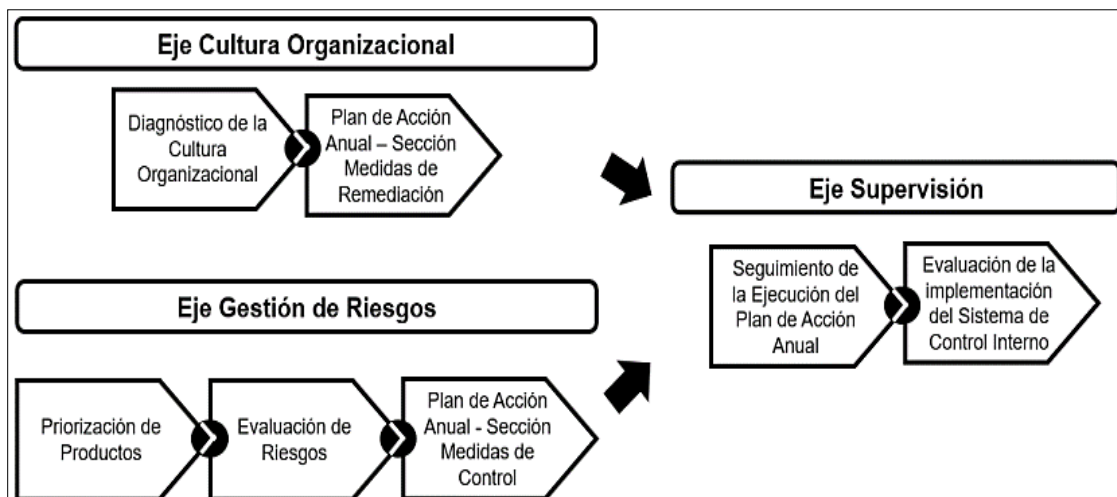 Eje Cultura Organizacional
Diagnóstico de la
Cultura
Organizacional
Plan de Acción
Anual – Sección
Medidas de
Remediación
Eje Gestión de Riesgos
Priorización de
Productos
Evaluación de
Riesgos
Plan de Acción
Anual - Sección
Medidas de
Control
Eje Supervisión
Seguimiento de
la Ejecución del
Plan de Acción
Anual
Evaluación de la
implementación
del Sistema de
Control Interno